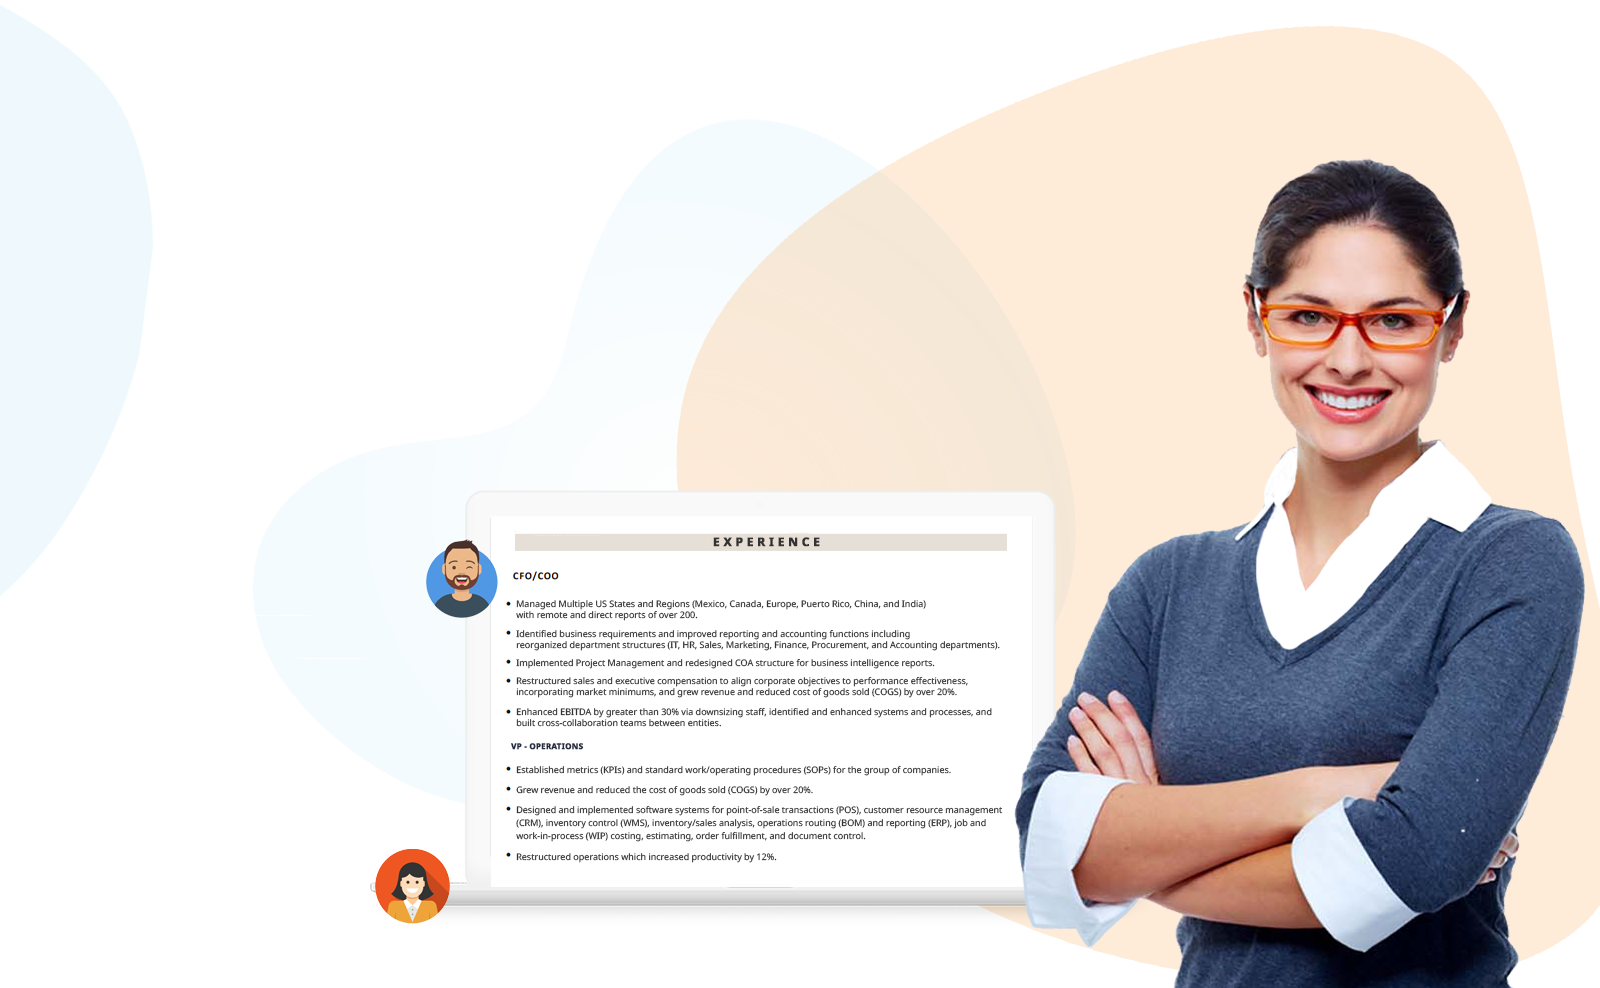 EXPERIENCE
CFO/COO
• Managed Multiple US States and Regions (Mexico, Canada, Europe, Puerto Rico, China, and India)
with remote and direct reports of over 200.
• Identified business requirements and improved reporting and accounting functions including
reorganized department structures (IT, HR, Sales, Marketing, Finance, Procurement, and Accounting departments).
• Implemented Project Management and redesigned COA structure for business intelligence reports.
• Restructured sales and executive compensation to align corporate objectives to performance effectiveness,
incorporating market minimums, and grew revenue and reduced cost of goods sold (COGS) by over 20%.
• Enhanced EBITDA by greater than 30% via downsizing staff, identified and enhanced systems and processes, and
built cross-collaboration teams between entities.
VP - OPERATIONS
• Established metrics (KPIs) and standard work/operating procedures (SOPs) for the group of companies.
• Grew revenue and reduced the cost of goods sold (COGS) by over 20%.
• Designed and implemented software systems for point-of-sale transactions (POS), customer resource management
(CRM), inventory control (WMS), inventory/sales analysis, operations routing (BOM) and reporting (ERP), job and
work-in-process (WIP) costing, estimating, order fulfillment, and document control.
• Restructured operations which increased productivity by 12%.